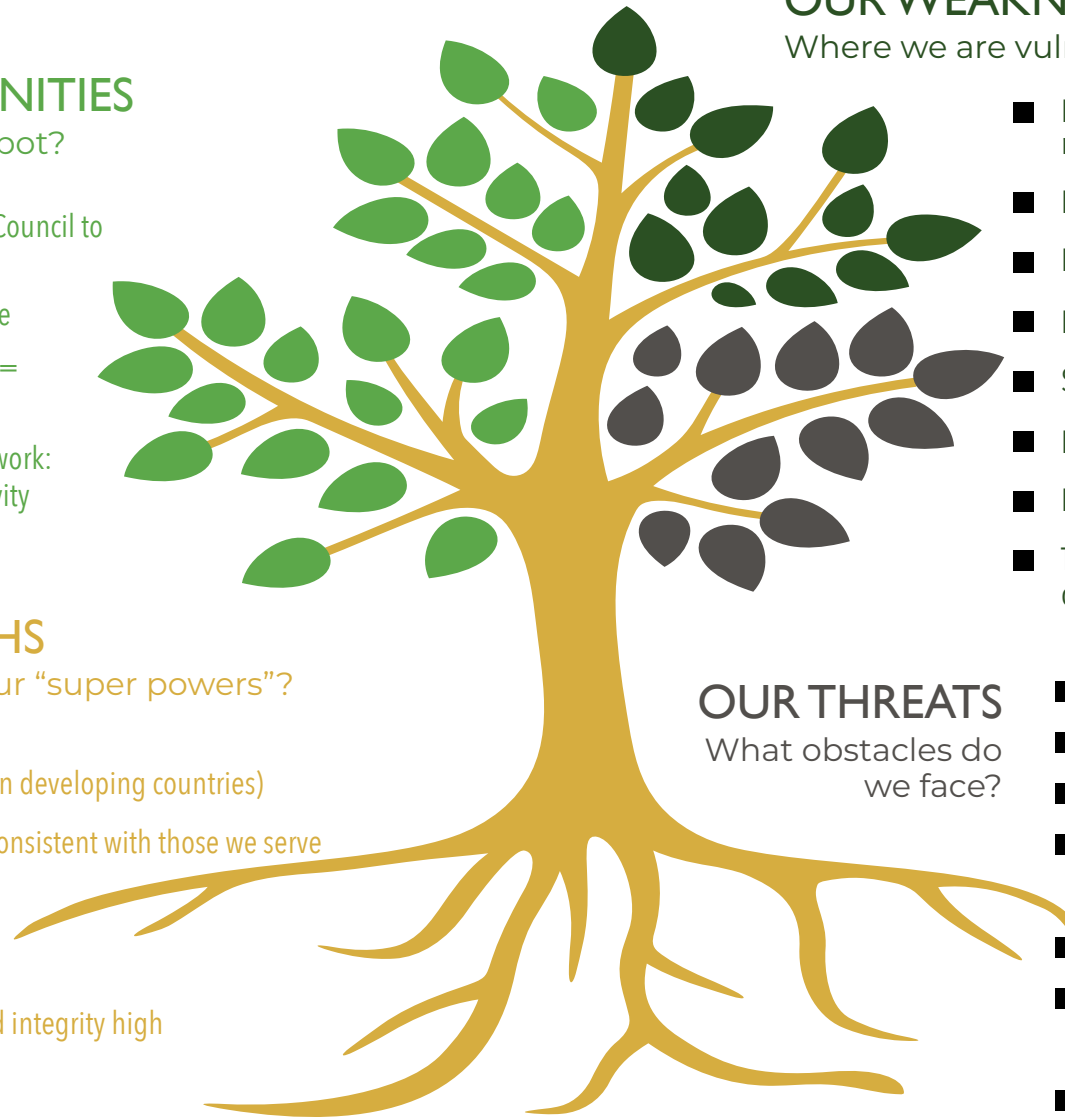 OUR WEAKN
Where we are vul
NITIES
oot?
Council to
e
=
work:
vity
HS
ur “super powers”?
n developing countries)
onsistent with those we serve
d integrity high
OUR THREATS
What obstacles do
we face?